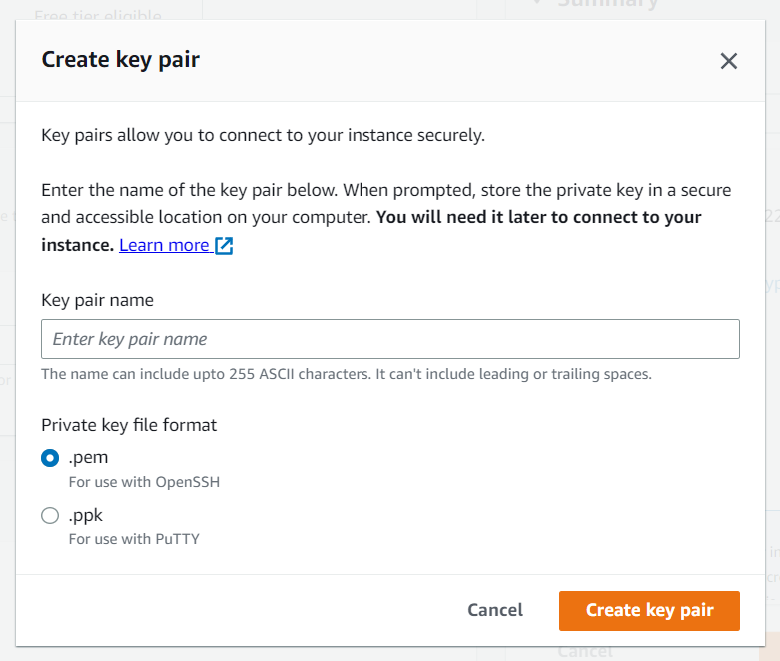 Free tier eligible
Summary
Create key pair
Key pairs allow you to connect to your instance securely.
Enter the name of the key pair below. When prompted, store the private key in a secure
and accessible location on your computer. You will need it later to connect to your
instance. Learn more
Key pair name
Enter key pair name
The name can include upto 255 ASCII characters. It can't include leading or trailing spaces.
Private key file format
.pem
For use with OpenSSH
.ppk
For use with PuTTY
Cancel
Create key pair
Cancel